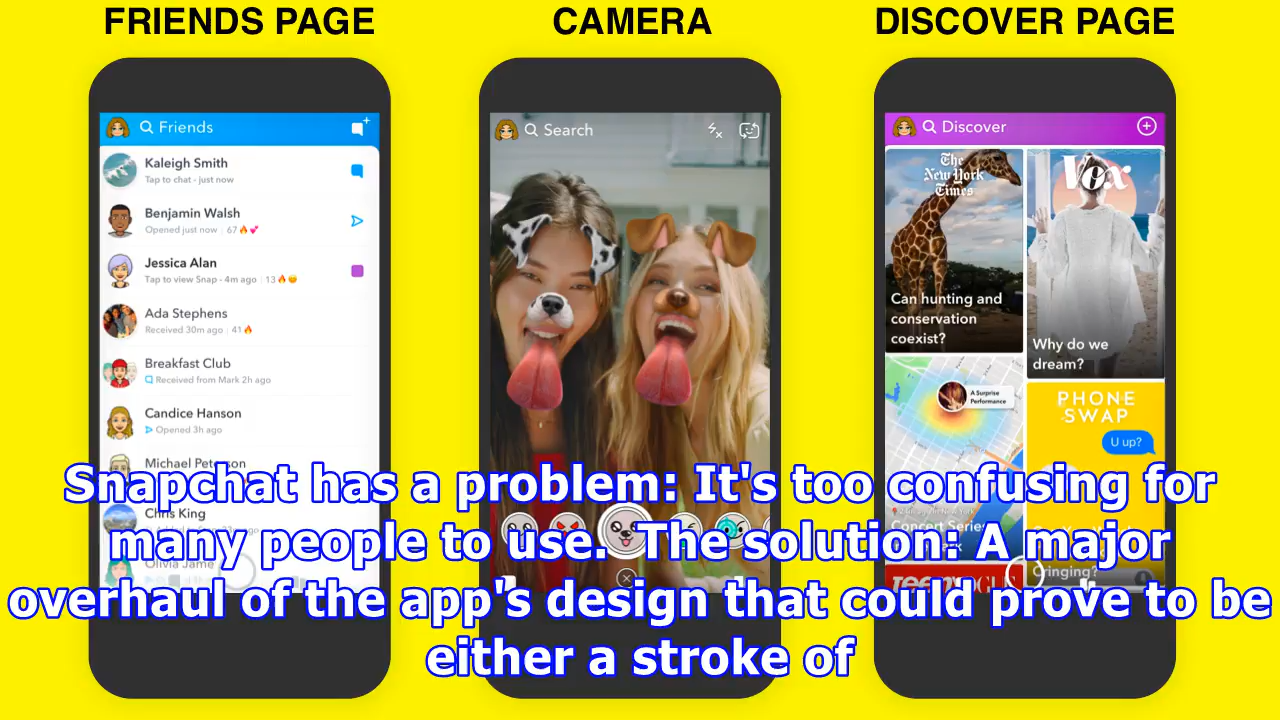 FRIENDS PAGE
CAMERA
DISCOVER PAGE
Friends
Kaleigh Smith
Tap to chat - just now
Benjamin Walsh
Opened just now | 67
Jessica Alan
Tap to view Snap - 4m ago | 13
Ada Stephens
Received 30m ago | 41
Breakfast Club
Received from Mark 2h ago
Candice Hanson
Opened 3h ago
Michael Peterson
Chris King
Olivia Jame
Search
Discover
The
New York
Times
Can hunting and
conservation
coexist?
Vox
Why do we
dream?
A Surprise
Performance
PHONE
SWAP
U up?
Concert Series
Cringing?
Snapchat has a problem: It's too confusing for
many people to use. The solution: A major
overhaul of the app's design that could prove to be
either a stroke of